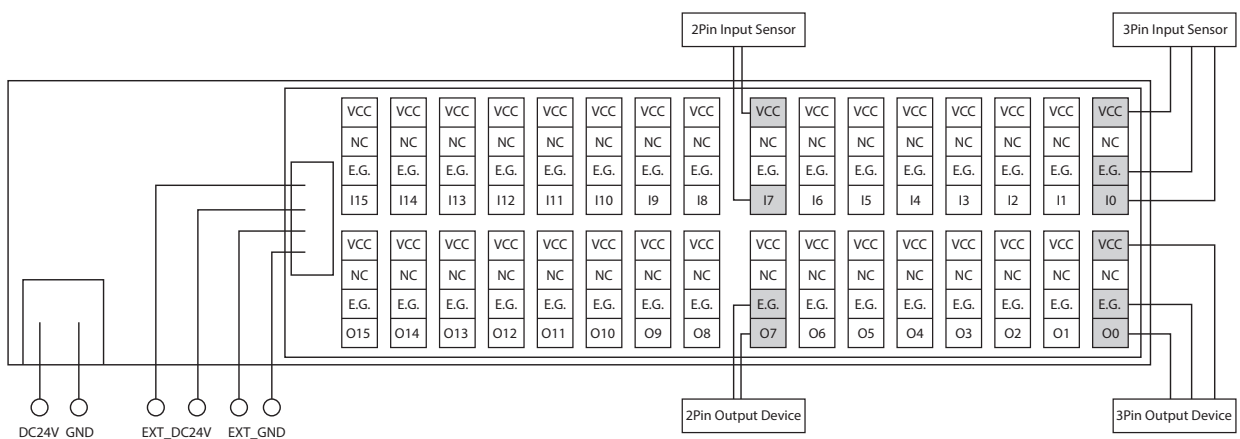 2Pin Input Sensor 3Pin Input Sensor
VCC VCC VCC VCC VCC VCC VCC VCC VCC VCC VCC VCC VCC VCC VCC VCC
NC NC NC NC NC NC NC NC NC NC NC NC NC NC NC NC
E.G. E.G. E.G. E.G. E.G. E.G. E.G. E.G. E.G. E.G. E.G. E.G. E.G. E.G. E.G. E.G.
I15 I14 I13 I12 I11 I10 I9 I8 I7 I6 I5 I4 I3 I2 I1 I0
VCC VCC VCC VCC VCC VCC VCC VCC VCC VCC VCC VCC VCC VCC VCC VCC
NC NC NC NC NC NC NC NC NC NC NC NC NC NC NC NC
E.G. E.G. E.G. E.G. E.G. E.G. E.G. E.G. E.G. E.G. E.G. E.G. E.G. E.G. E.G. E.G.
O15 O14 O13 O12 O11 O10 O9 O8 O7 O6 O5 O4 O3 O2 O1 O0
2Pin Output Device 3Pin Output Device
DC24V GND EXT_DC24V EXT_GND